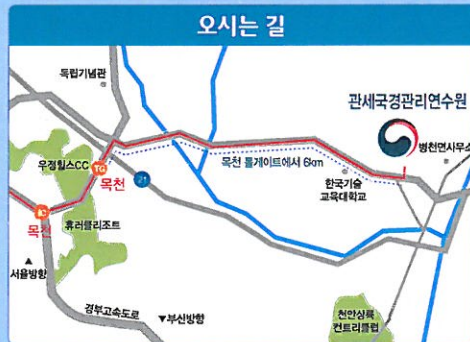 오시는 길
독립기념관
관세국경관리연수원
병천면사무소
우정힐스CC
TG
목천
목천 톨게이트에서 6km
한국기술
교육대학교
21
IC
목천
휴러클리조트
서울방향
경부고속도로
부산방향
천안상록
컨트리클럽